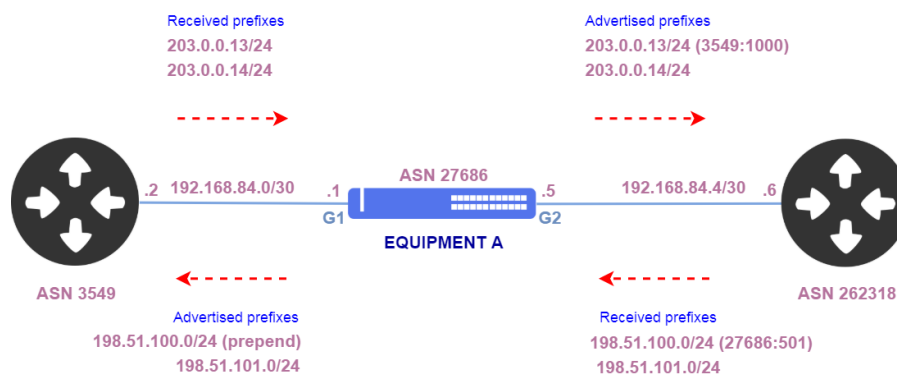 Received prefixes
203.0.0.13/24
203.0.0.14/24
Advertised prefixes
203.0.0.13/24 (3549:1000)
203.0.0.14/24
ASN 27686
.2 192.168.84.0/30 .1
.5 192.168.84.4/30 .6
G1 G2
EQUIPMENT A
ASN 3549
ASN 262318
Advertised prefixes
198.51.100.0/24 (prepend)
198.51.101.0/24
Received prefixes
198.51.100.0/24 (27686:501)
198.51.101.0/24